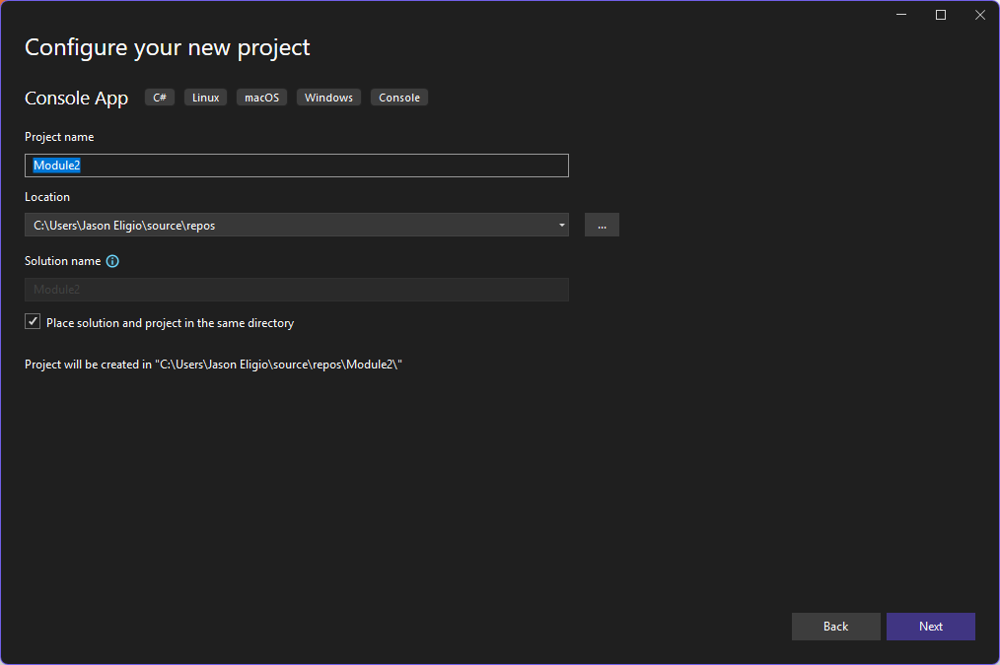 Configure your new project
Console App C# Linux macOS Windows Console
Project name
Module2
Location
C:\Users\Jason Eligio\source\repos ...
Solution name
Module2
Place solution and project in the same directory
Project will be created in "C:\Users\Jason Eligio\source\repos\Module2\"
Back Next